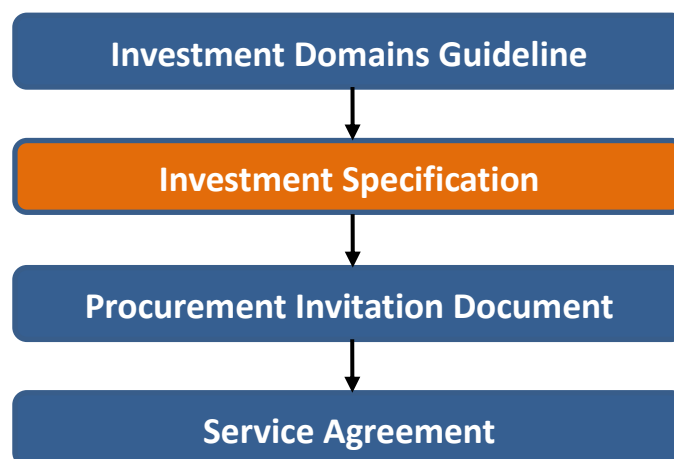 Investment Domains Guideline
Investment Specification
Procurement Invitation Document
Service Agreement